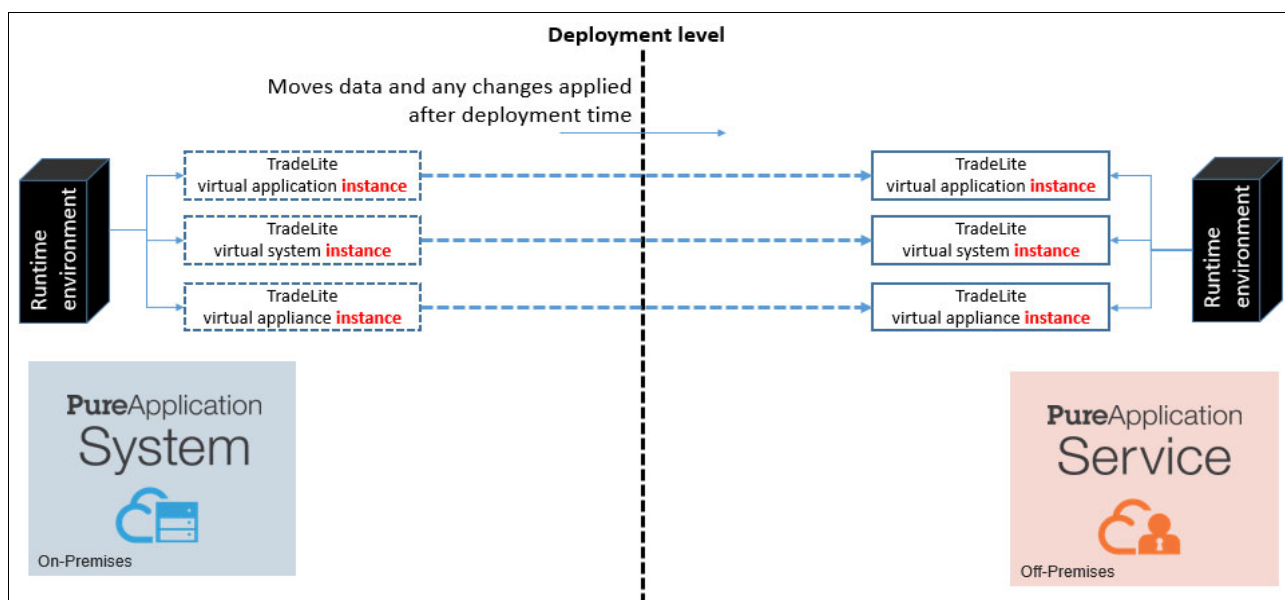 Deployment level
Moves data and any changes applied
after deployment time
Runtime
environment
TradeLite
virtual application instance
TradeLite
virtual system instance
TradeLite
virtual appliance instance
TradeLite
virtual application instance
TradeLite
virtual system instance
TradeLite
virtual appliance instance
Runtime
environment
PureApplication
System
On-Premises
PureApplication
Service
Off-Premises